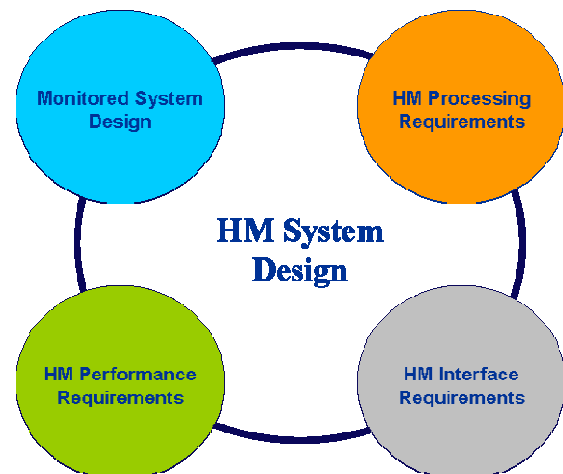 Monitored System
Design
HM Processing
Requirements
HM System
Design
HM Performance
Requirements
HM Interface
Requirements